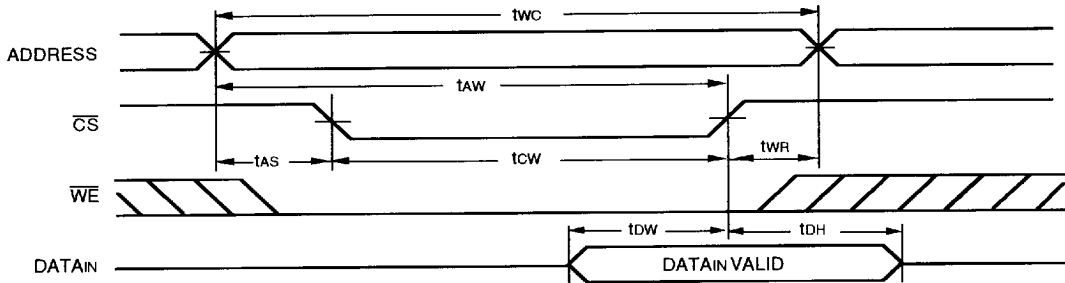 tWC
ADDRESS
tAW
CS
tAS
tCW
tWR
WE
tDW
tDH
DATAIN
DATAIN VALID